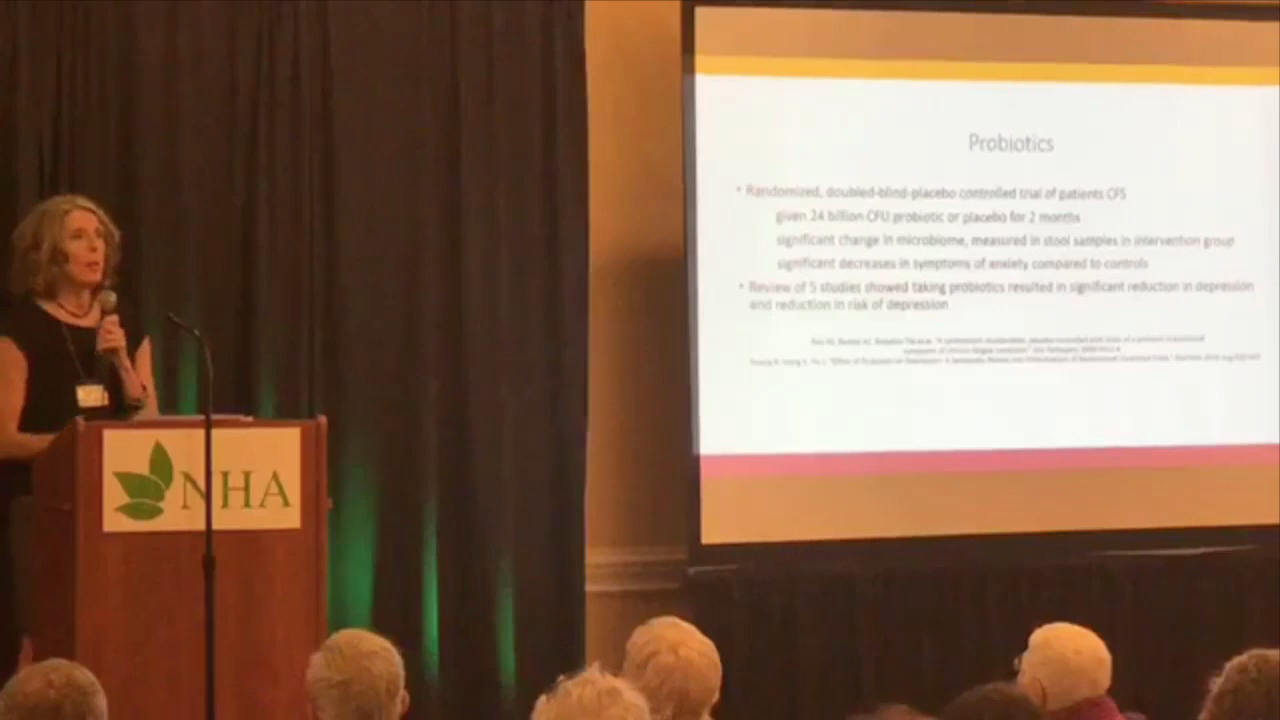 Probiotics
• Randomized, doubled-blind-placebo controlled trial of patients CFS
given 24 billion CFU probiotic or placebo for 2 months
significant change in microbiome, measured in stool samples in intervention group
significant decreases in symptoms of anxiety compared to controls
• Review of 5 studies showed taking probiotics resulted in significant reduction in depression
and reduction in risk of depression
NHA